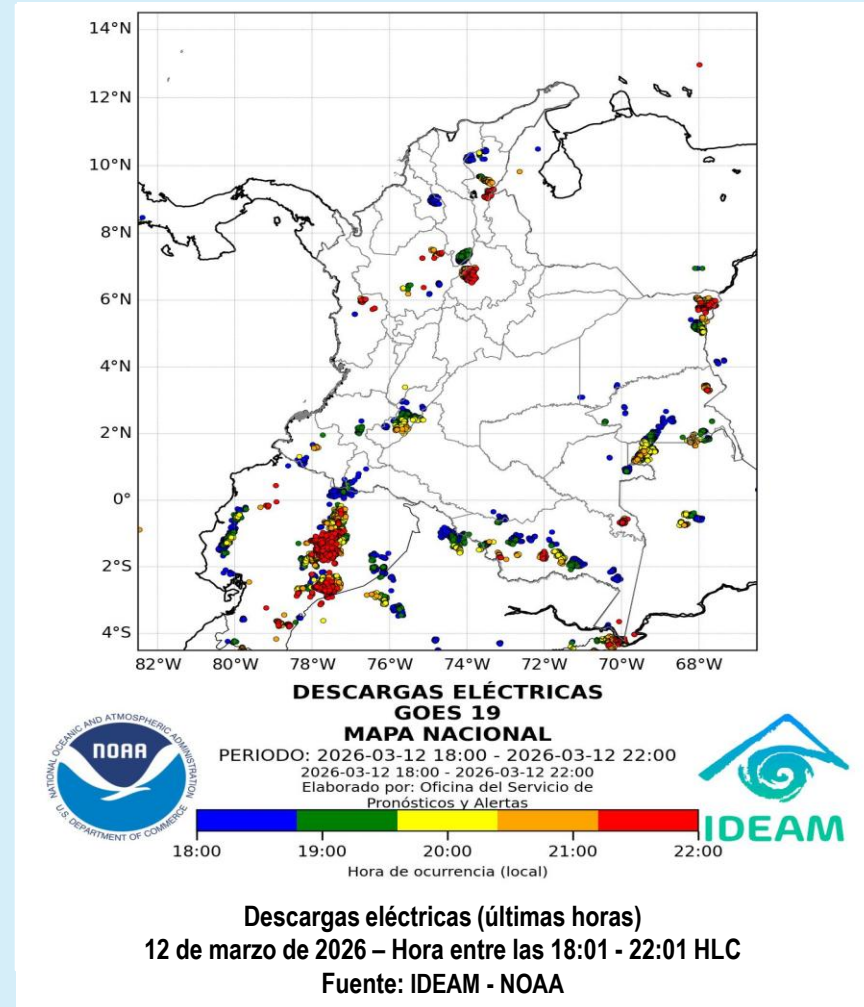 14°N
12°N
10°N
8°N
6°N
4°N
2°N
0°
2°S
4°S
82°W 80°W 78°W 76°W 74°W 72°W 70°W 68°W
DESCARGAS ELÉCTRICAS
GOES 19
MAPA NACIONAL
PERIODO: 2026-03-12 18:00 - 2026-03-12 22:00
2026-03-12 18:00 - 2026-03-12 22:00
Elaborado por: Oficina del Servicio de
Pronósticos y Alertas
NATIONAL OCEANIC AND ATMOSPHERIC ADMINISTRATION
NOAA
U.S. DEPARTMENT OF COMMERCE
IDEAM
18:00 19:00 20:00 21:00 22:00
Hora de ocurrencia (local)
Descargas eléctricas (últimas horas)
12 de marzo de 2026 – Hora entre las 18:01 - 22:01 HLC
Fuente: IDEAM - NOAA